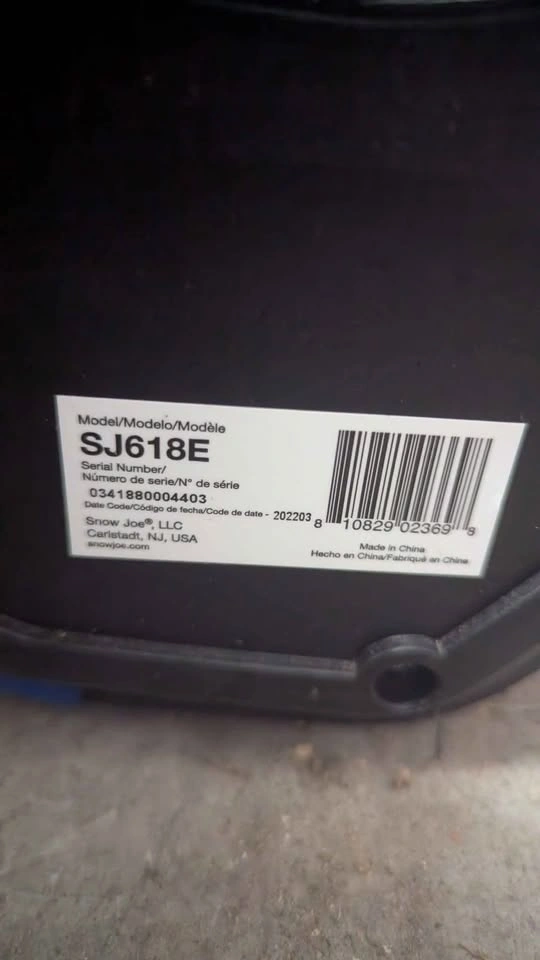 Model/Modelo/Modèle
SJ618E
Serial Number/
Número de serie/N° de série
0341880004403
Date Code/Código de fecha/Code de date - 202203
Snow Joe®, LLC
Carlstadt, NJ, USA
snowjoe.com
8 10829 02369 8
Made in China
Hecho en China/Fabriqué en Chine